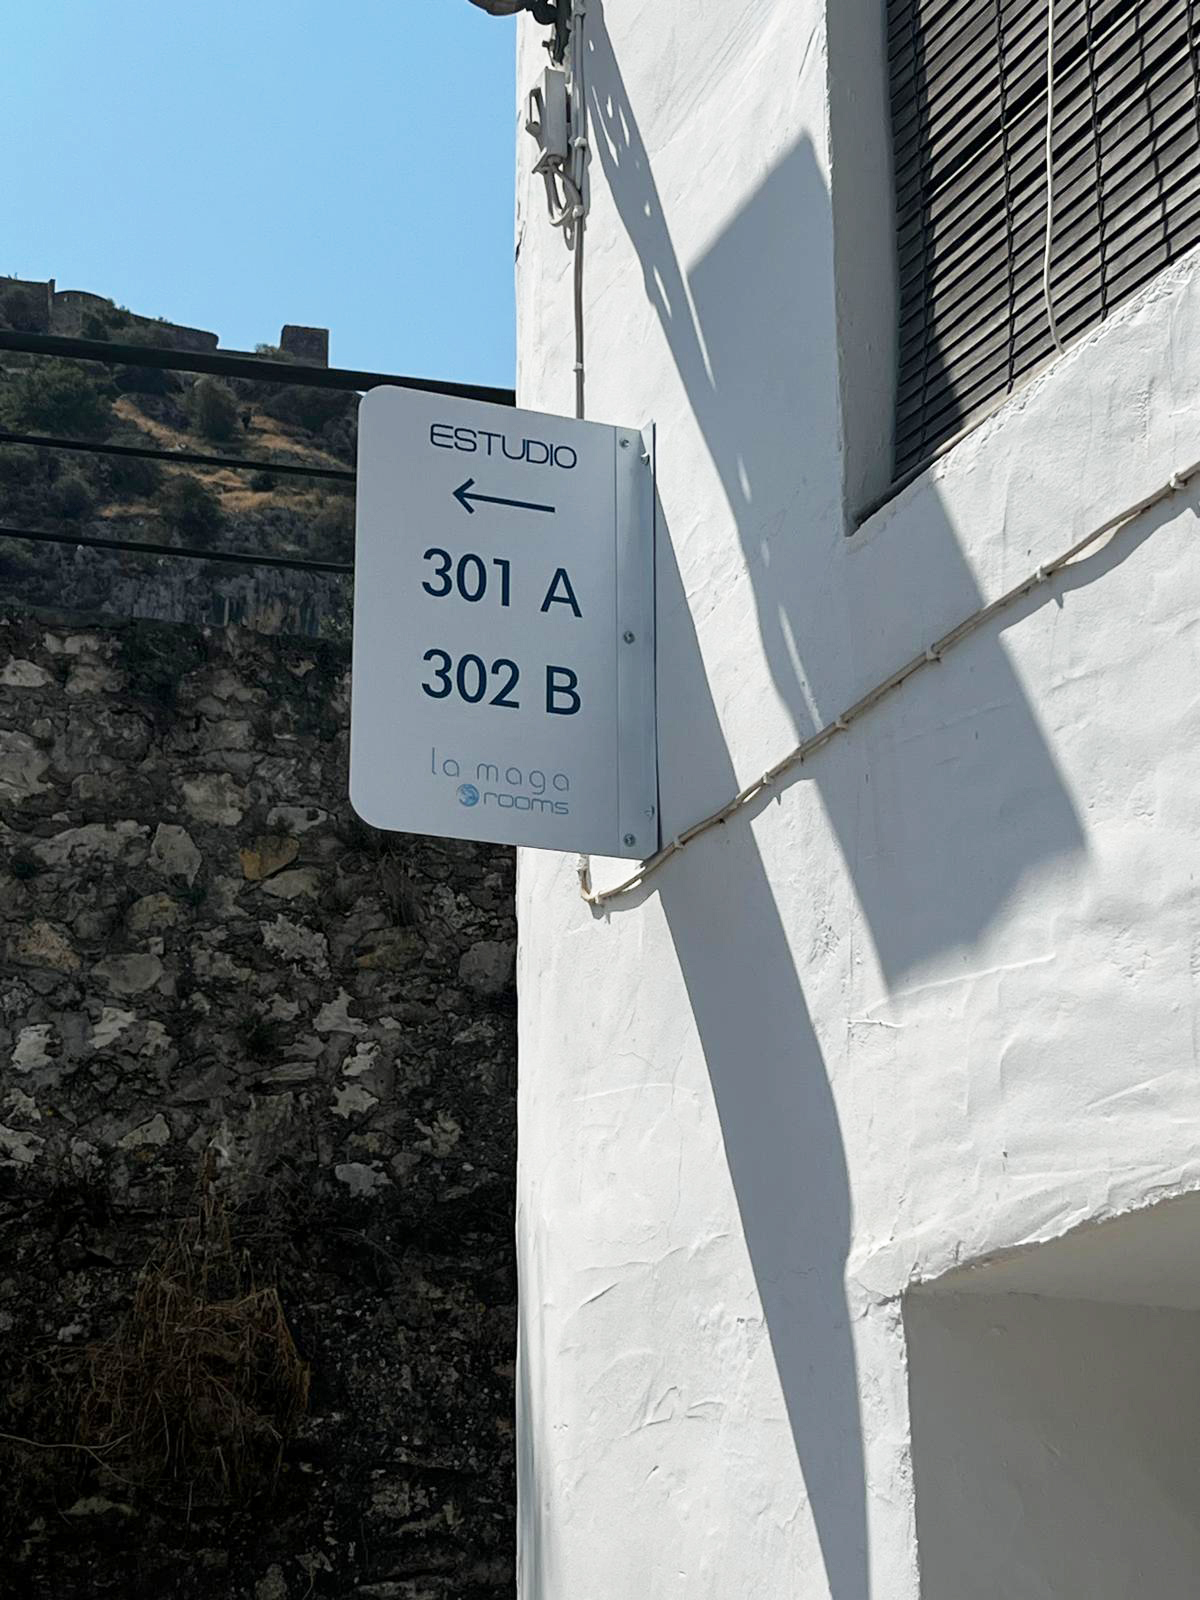 ESTUDIO
←
301 A
302 B
la maga
rooms